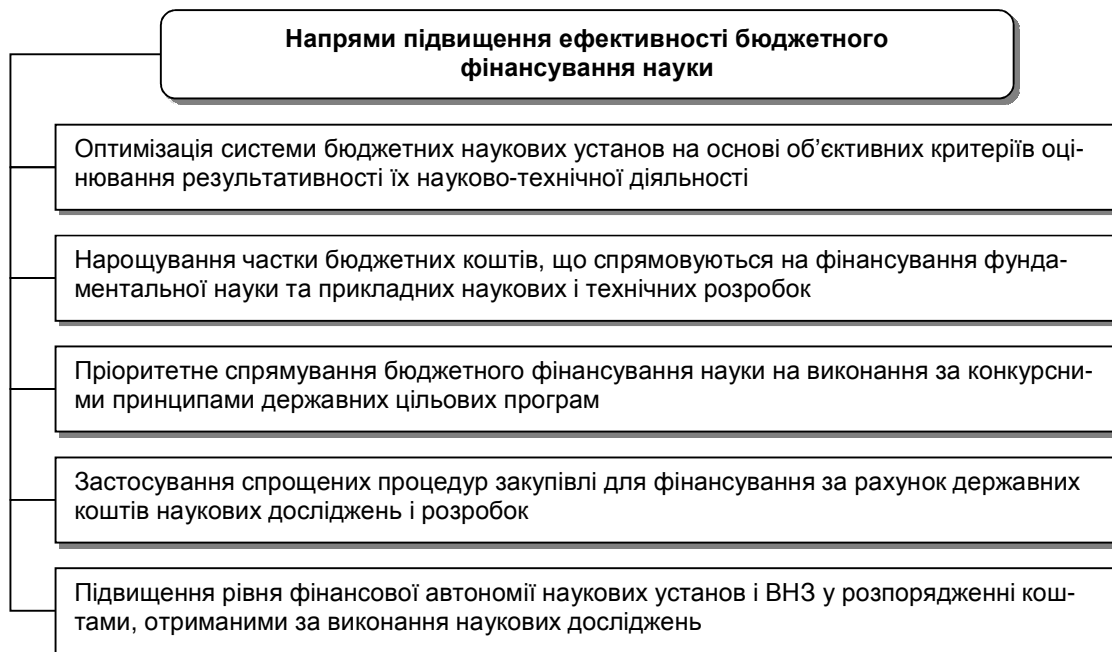 Напрями підвищення ефективності бюджетного
фінансування науки
Оптимізація системи бюджетних наукових установ на основі об’єктивних критеріїв оці-
нювання результативності їх науково-технічної діяльності
Нарощування частки бюджетних коштів, що спрямовуються на фінансування фунда-
ментальної науки та прикладних наукових і технічних розробок
Пріоритетне спрямування бюджетного фінансування науки на виконання за конкурсни-
ми принципами державних цільових програм
Застосування спрощених процедур закупівлі для фінансування за рахунок державних
коштів наукових досліджень і розробок
Підвищення рівня фінансової автономії наукових установ і ВНЗ у розпорядженні кош-
тами, отриманими за виконання наукових досліджень